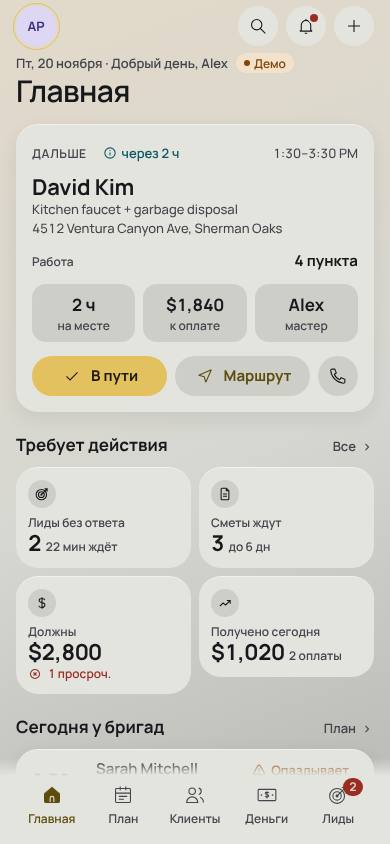 AP
Пт, 20 ноября · Добрый день, Alex Демо
Главная
ДАЛЬШЕ через 2 ч 1:30–3:30 PM
David Kim
Kitchen faucet + garbage disposal
4512 Ventura Canyon Ave, Sherman Oaks
Работа 4 пункта
2 ч $1,840 Alex
на месте к оплате мастер
В пути Маршрут
Требует действия Все
Лиды без ответа Сметы ждут
2 22 мин ждёт 3 до 6 дн
Должны Получено сегодня
$2,800 $1,020 2 оплаты
1 просроч.
Сегодня у бригад План
Sarah Mitchell Опаздывает
2
Главная План Клиенты Деньги Лиды